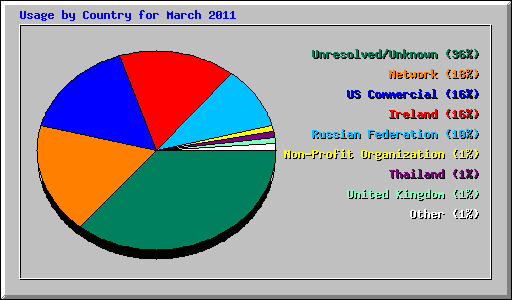 Usage by Country for March 2011
Unresolved/Unknown (36%)
Network (18%)
US Commercial (16%)
Ireland (16%)
Russian Federation (10%)
Non-Profit Organization (1%)
Thailand (1%)
United Kingdom (1%)
Other (1%)